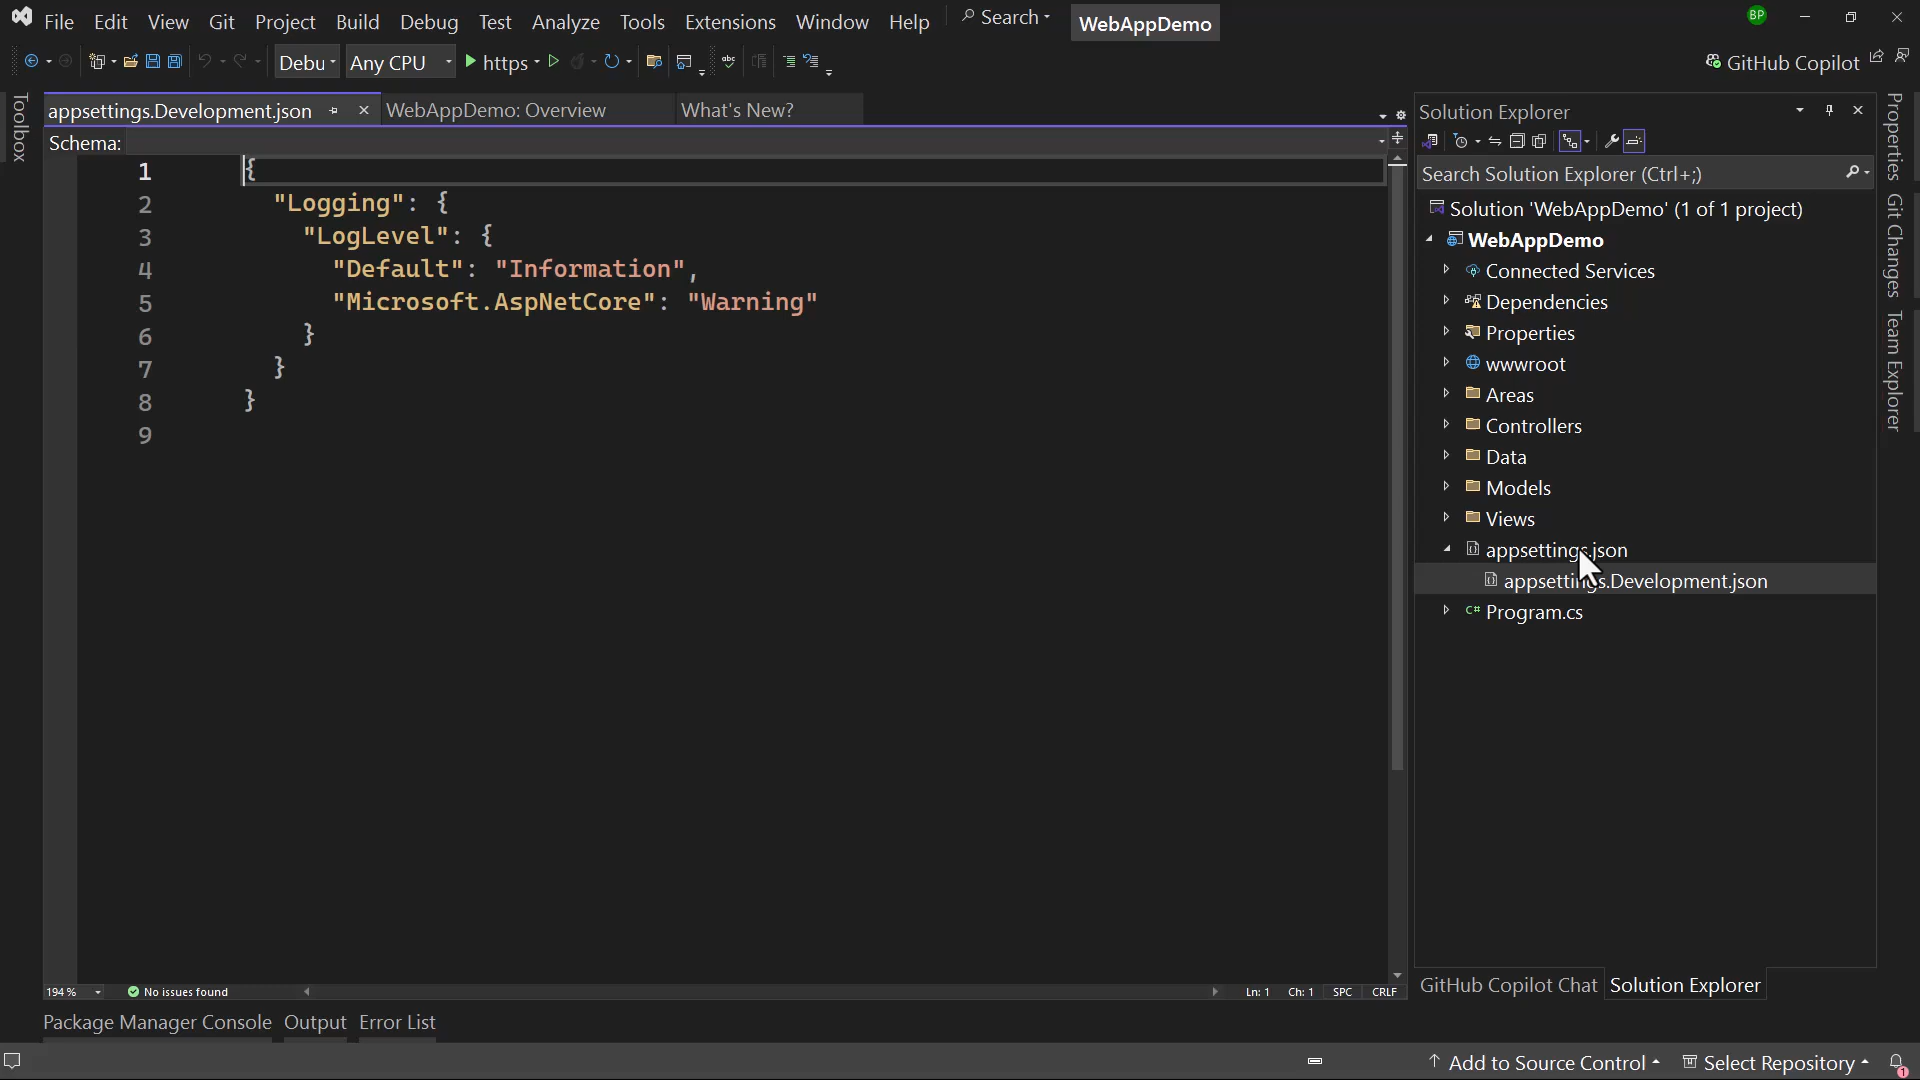 File Edit View Git Project Build Debug Test Analyze Tools Extensions Window Help Search WebAppDemo BP
Debu Any CPU https abc GitHub Copilot
Toolbox
appsettings.Development.json WebAppDemo: Overview What's New?
Schema:
1 {
2 "Logging": {
3 "LogLevel": {
4 "Default": "Information",
5 "Microsoft.AspNetCore": "Warning"
6 }
7 }
8 }
9
194 % No issues found Ln: 1 Ch: 1 SPC CRLF
Solution Explorer
Search Solution Explorer (Ctrl+;)
Solution 'WebAppDemo' (1 of 1 project)
WebAppDemo
Connected Services
Dependencies
Properties
wwwroot
Areas
Controllers
Data
Models
Views
appsettings.json
appsettings.Development.json
C# Program.cs
GitHub Copilot Chat Solution Explorer
Properties
Git Changes
Team Explorer
Package Manager Console Output Error List
Add to Source Control Select Repository 1